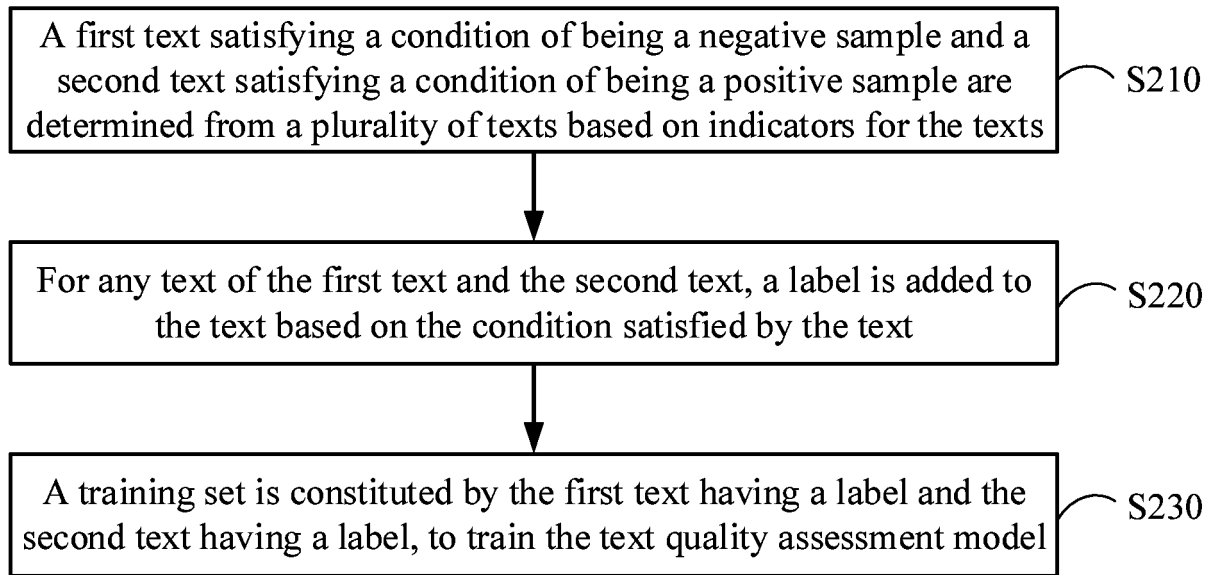 A first text satisfying a condition of being a negative sample and a
second text satisfying a condition of being a positive sample are
determined from a plurality of texts based on indicators for the texts
S210
For any text of the first text and the second text, a label is added to
the text based on the condition satisfied by the text
S220
A training set is constituted by the first text having a label and the
second text having a label, to train the text quality assessment model
S230